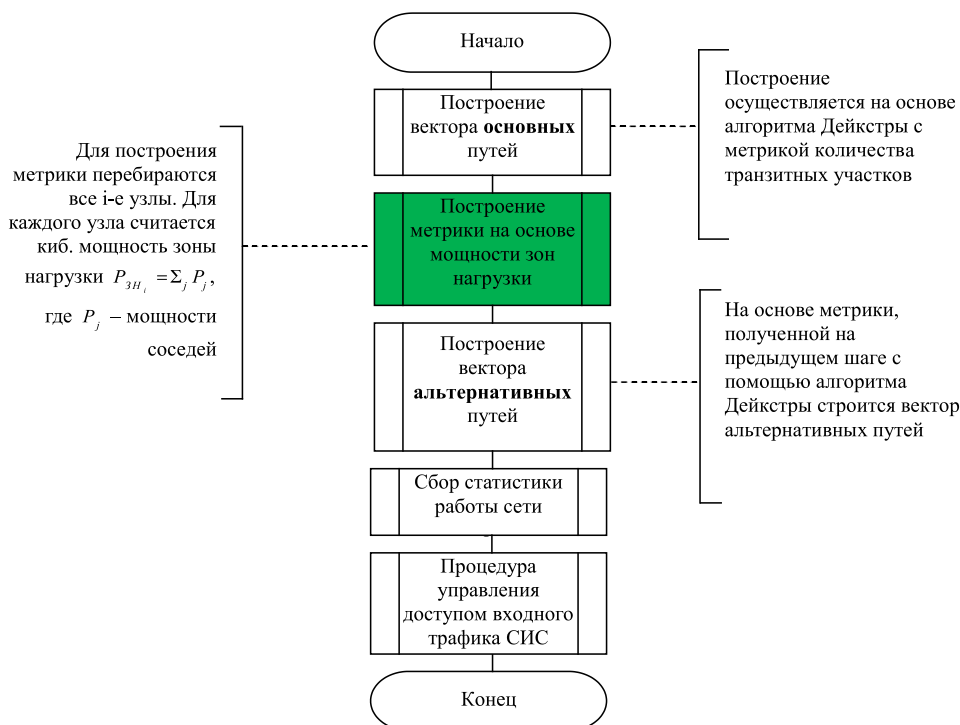 Начало
Построение
вектора основных
путей
Построение
осуществляется на основе
алгоритма Дейкстры с
метрикой количества
транзитных участков
Для построения
метрики перебираются
все i-е узлы. Для
каждого узла считается
киб. мощность зоны
нагрузки P_ЗН_i = Σ_j P_j,
где P_j – мощности
соседей
Построение
метрики на основе
мощности зон
нагрузки
Построение
вектора
альтернативных
путей
На основе метрики,
полученной на
предыдущем шаге с
помощью алгоритма
Дейкстры строится вектор
альтернативных путей
Сбор статистики
работы сети
Процедура
управления
доступом входного
трафика СИС
Конец